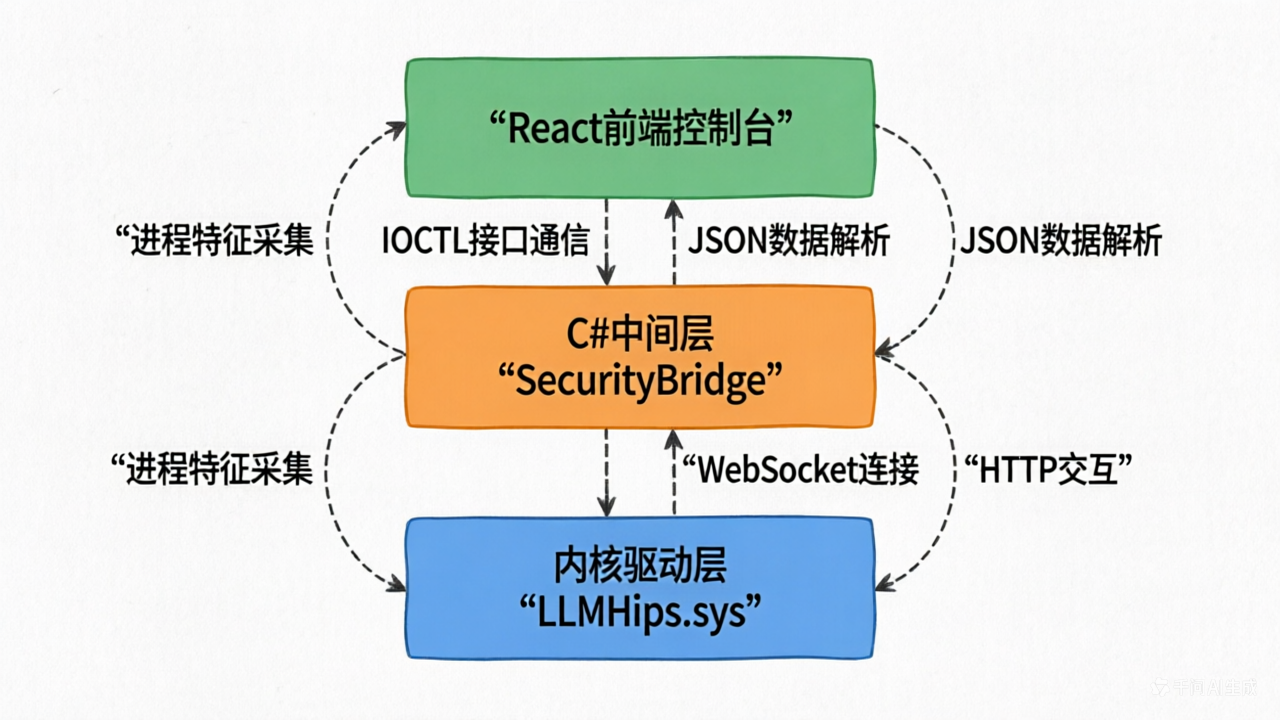 “React前端控制台”
“进程特征采集
IOCTL接口通信
JSON数据解析
JSON数据解析
C#中间层
“SecurityBridge”
“进程特征采集
“WebSocket连接
“HTTP交互”
内核驱动层
“LLMHips.sys”